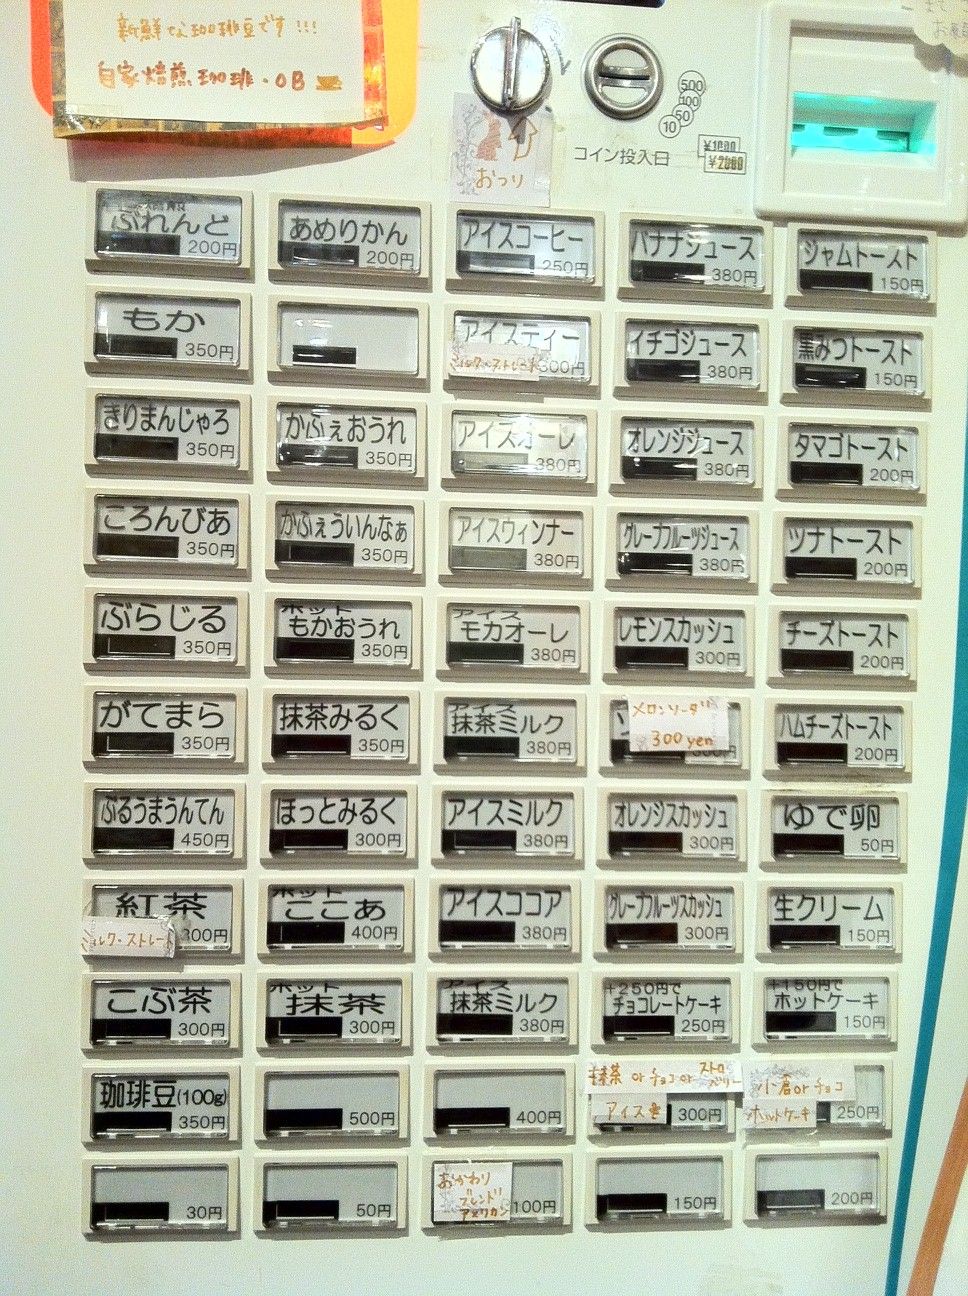 新鮮な珈琲豆です!!!
自家焙煎珈琲・OB
おつり
500
100
50
10
コイン投入口
¥1000
¥2000
ぶれんど
200円
あめりかん
200円
アイスコーヒー
250円
バナナジュース
380円
ジャムトースト
150円
もか
350円
アイスティー
ミルク・ストレート
300円
イチゴジュース
380円
黒みつトースト
150円
きりまんじゃろ
350円
かふぇおうれ
350円
アイスオーレ
380円
オレンジジュース
380円
タマゴトースト
200円
ころんびあ
350円
かふぇういんなぁ
350円
アイスウィンナー
380円
グレープフルーツジュース
380円
ツナトースト
200円
ぶらじる
350円
ホット
もかおうれ
350円
アイス
モカオーレ
380円
レモンスカッシュ
300円
チーズトースト
200円
がてまら
350円
抹茶みるく
350円
アイス
抹茶ミルク
380円
メロンソーダ
300yen
ハムチーズトースト
200円
ぶるうまうんてん
450円
ほっとみるく
300円
アイスミルク
380円
オレンジスカッシュ
300円
ゆで卵
50円
紅茶
ミルク・ストレート
300円
ホット
ここあ
400円
アイスココア
380円
グレープフルーツスカッシュ
300円
生クリーム
150円
こぶ茶
300円
ホット
抹茶
300円
アイス
抹茶ミルク
380円
+250円で
チョコレートケーキ
250円
+150円で
ホットケーキ
150円
珈琲豆(100g)
350円
500円
400円
抹茶 or チョコ or ストロベリー
アイス
300円
小倉orチョコ
ホットケーキ
250円
30円
50円
おかわり
ブレンド
アメリカン
100円
150円
200円